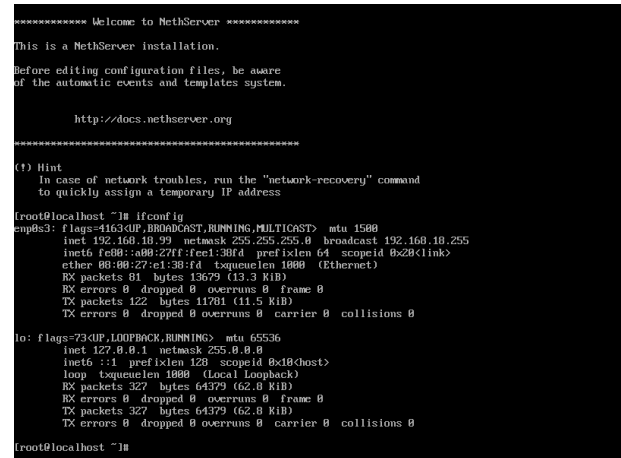 ************ Welcome to NethServer ************
This is a NethServer installation.
Before editing configuration files, be aware
of the automatic events and templates system.
http://docs.nethserver.org
***********************************************
(!) Hint
In case of network troubles, run the "network-recovery" command
to quickly assign a temporary IP address
[root@localhost ~]# ifconfig
enp0s3: flags=4163<UP,BROADCAST,RUNNING,MULTICAST> mtu 1500
inet 192.168.18.99 netmask 255.255.255.0 broadcast 192.168.18.255
inet6 fe80::a00:27ff:fee1:38fd prefixlen 64 scopeid 0x20<link>
ether 08:00:27:e1:38:fd txqueuelen 1000 (Ethernet)
RX packets 81 bytes 13679 (13.3 KiB)
RX errors 0 dropped 0 overruns 0 frame 0
TX packets 122 bytes 11781 (11.5 KiB)
TX errors 0 dropped 0 overruns 0 carrier 0 collisions 0
lo: flags=73<UP,LOOPBACK,RUNNING> mtu 65536
inet 127.0.0.1 netmask 255.0.0.0
inet6 ::1 prefixlen 128 scopeid 0x10<host>
loop txqueuelen 1000 (Local Loopback)
RX packets 327 bytes 64379 (62.8 KiB)
RX errors 0 dropped 0 overruns 0 frame 0
TX packets 327 bytes 64379 (62.8 KiB)
TX errors 0 dropped 0 overruns 0 carrier 0 collisions 0
[root@localhost ~]#